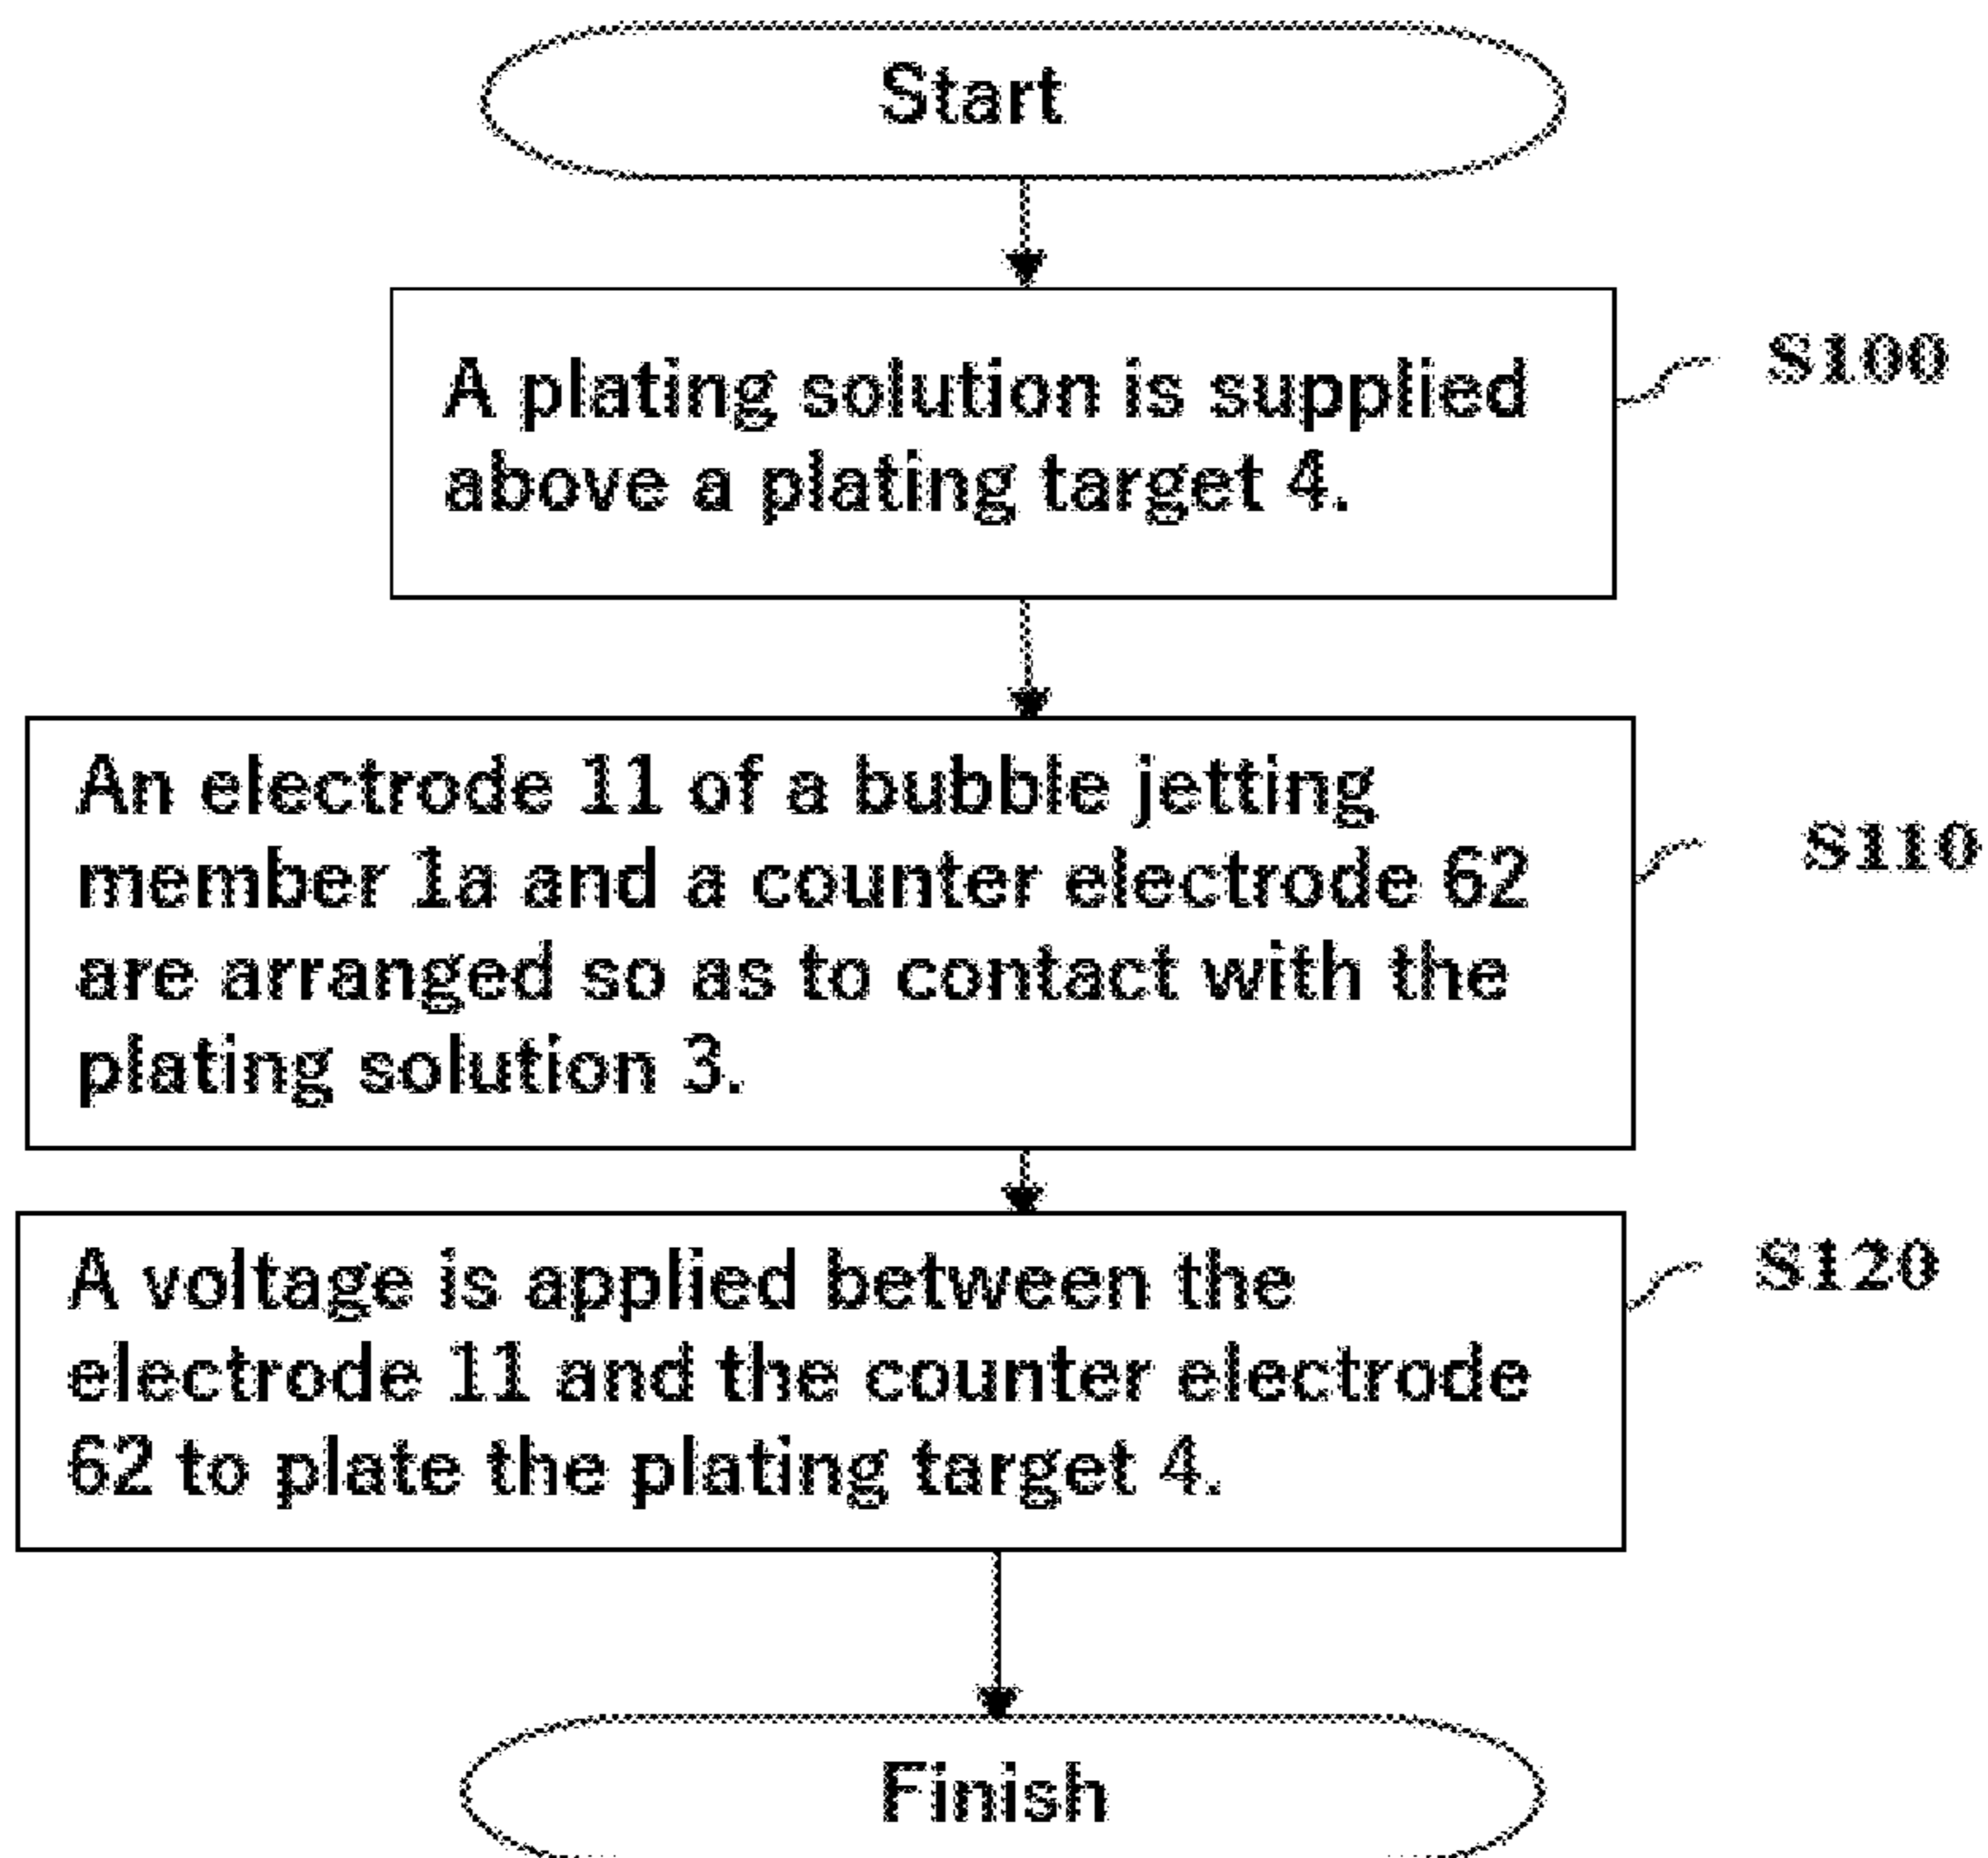 Start
A plating solution is supplied
above a plating target 4.
S100
An electrode 11 of a bubble jetting
member 1a and a counter electrode 62
are arranged so as to contact with the
plating solution 3.
S110
A voltage is applied between the
electrode 11 and the counter electrode
62 to plate the plating target 4.
S120
Finish